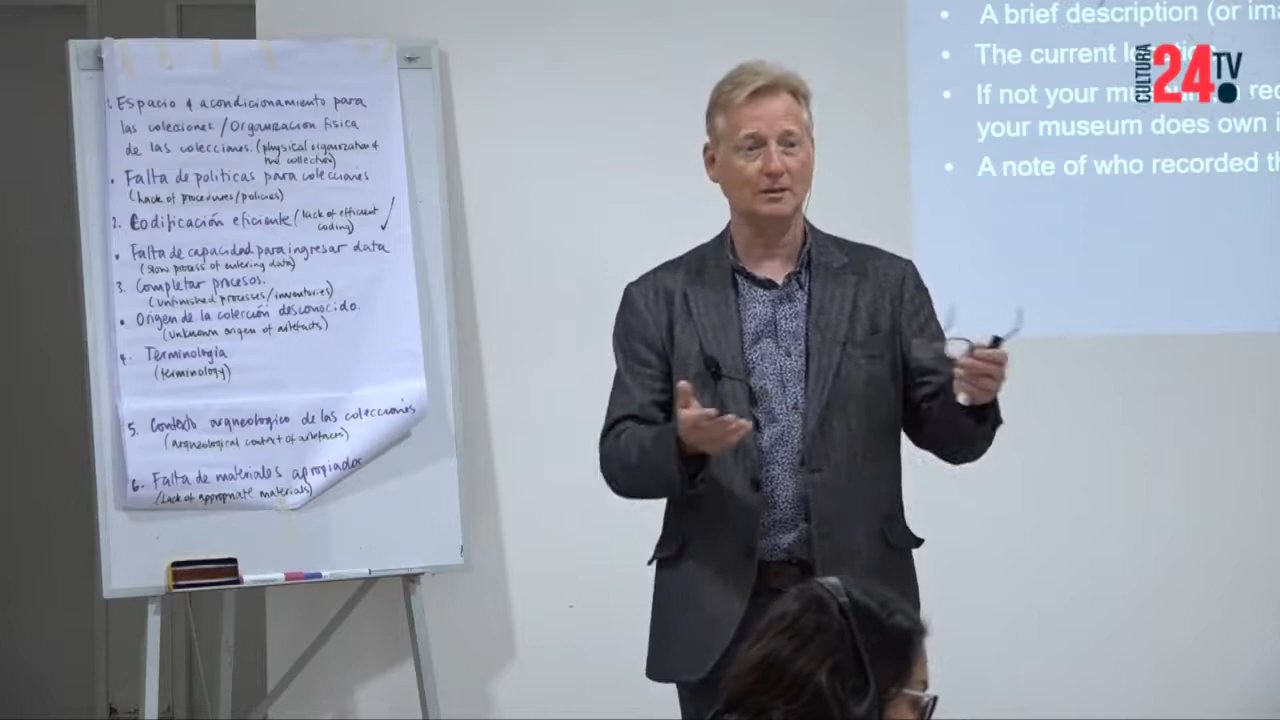 1. Espacio y acondicionamiento para
las colecciones / Organización física
de las colecciones. (physical organization of
the collection)
. Falta de políticas para colecciones
(Lack of procedures/policies)
2. Codificación eficiente (lack of efficient
coding) ✓
. Falta de capacidad para ingresar data
(slow process of entering data)
3. Completar procesos.
(unfinished processes/inventories)
• Origen de la colección desconocido.
(unknown origin of artefacts)
4. Terminología
(terminology)
5. Contexto arqueologico de las colecciones
(arqueological context of artefacts)
6. Falta de materiales apropiados
(Lack of appropriate materials)
• A brief description (or ima
• The current location
• If not your museum's rec
your museum does own i
• A note of who recorded th
CULTURA 24 TV